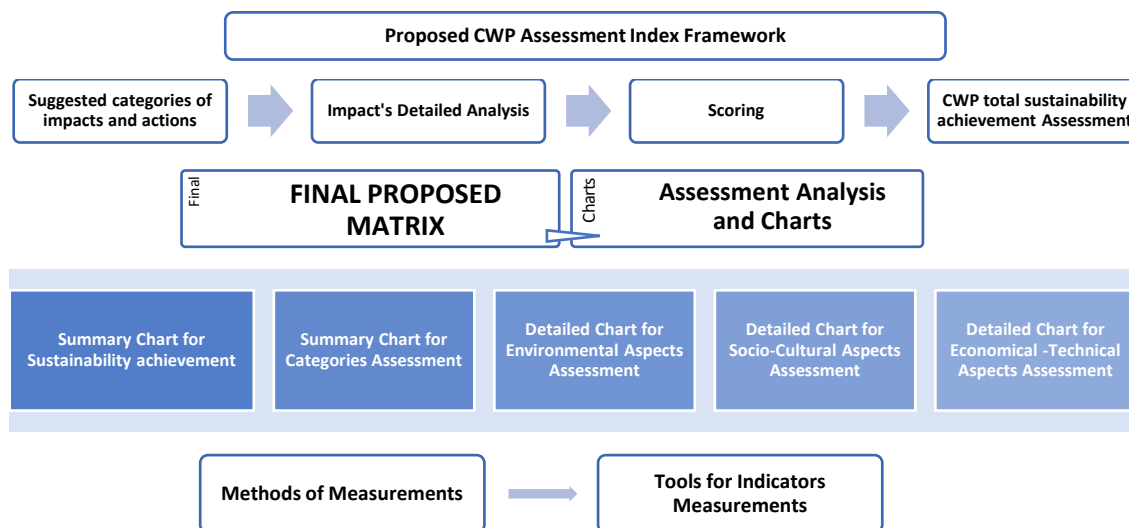 Proposed CWP Assessment Index Framework
Suggested categories of
impacts and actions
Impact's Detailed Analysis
Scoring
CWP total sustainability
achievement Assessment
Final
FINAL PROPOSED
MATRIX
Charts
Assessment Analysis
and Charts
Summary Chart for
Sustainability achievement
Summary Chart for
Categories Assessment
Detailed Chart for
Environmental Aspects
Assessment
Detailed Chart for
Socio-Cultural Aspects
Assessment
Detailed Chart for
Economical -Technical
Aspects Assessment
Methods of Measurements
Tools for Indicators
Measurements